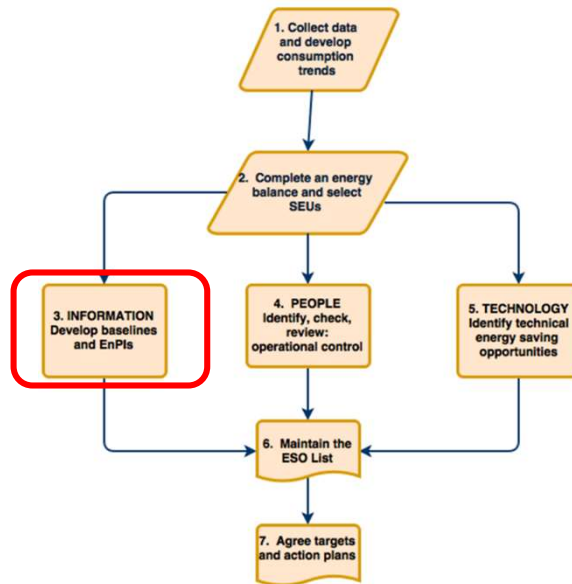 1. Collect data
and develop
consumption
trends
2. Complete an energy
balance and select
SEUs
3. INFORMATION
Develop baselines
and EnPIs
4. PEOPLE
Identify, check,
review:
operational control
5. TECHNOLOGY
Identify technical
energy saving
opportunities
6. Maintain the
ESO List
7. Agree targets
and action plans